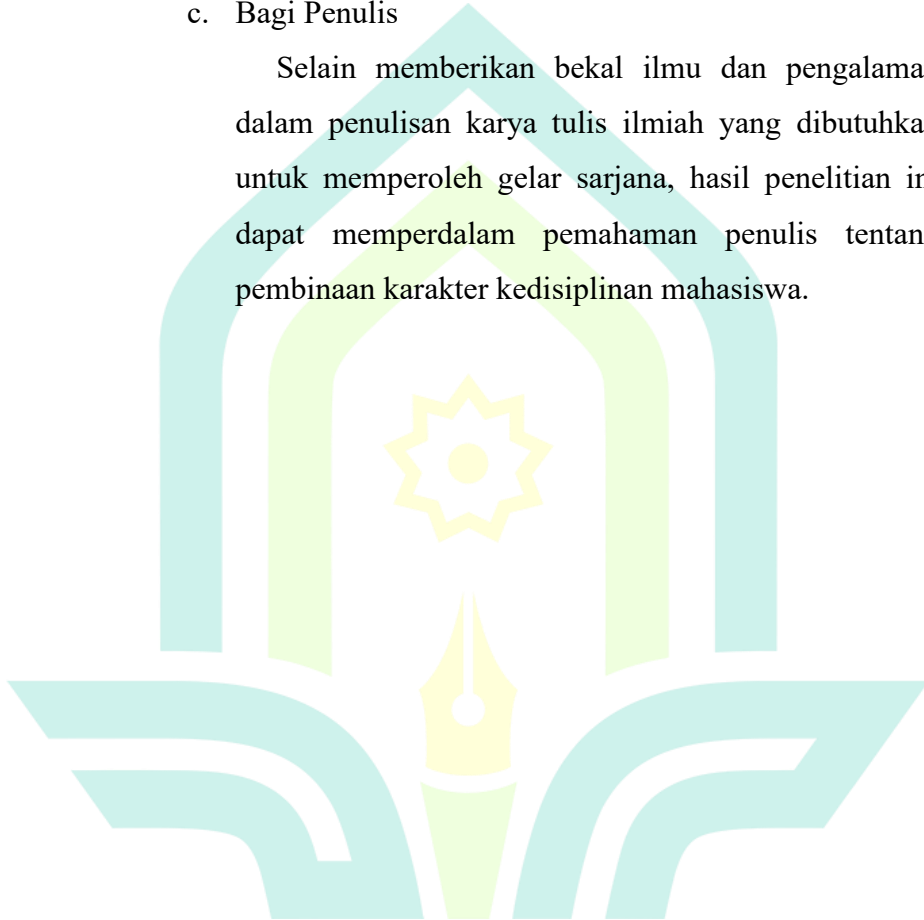 c. Bagi Penulis
Selain memberikan bekal ilmu dan pengalama
dalam penulisan karya tulis ilmiah yang dibutuhka
untuk memperoleh gelar sarjana, hasil penelitian in
dapat memperdalam pemahaman penulis tentan
pembinaan karakter kedisiplinan mahasiswa.